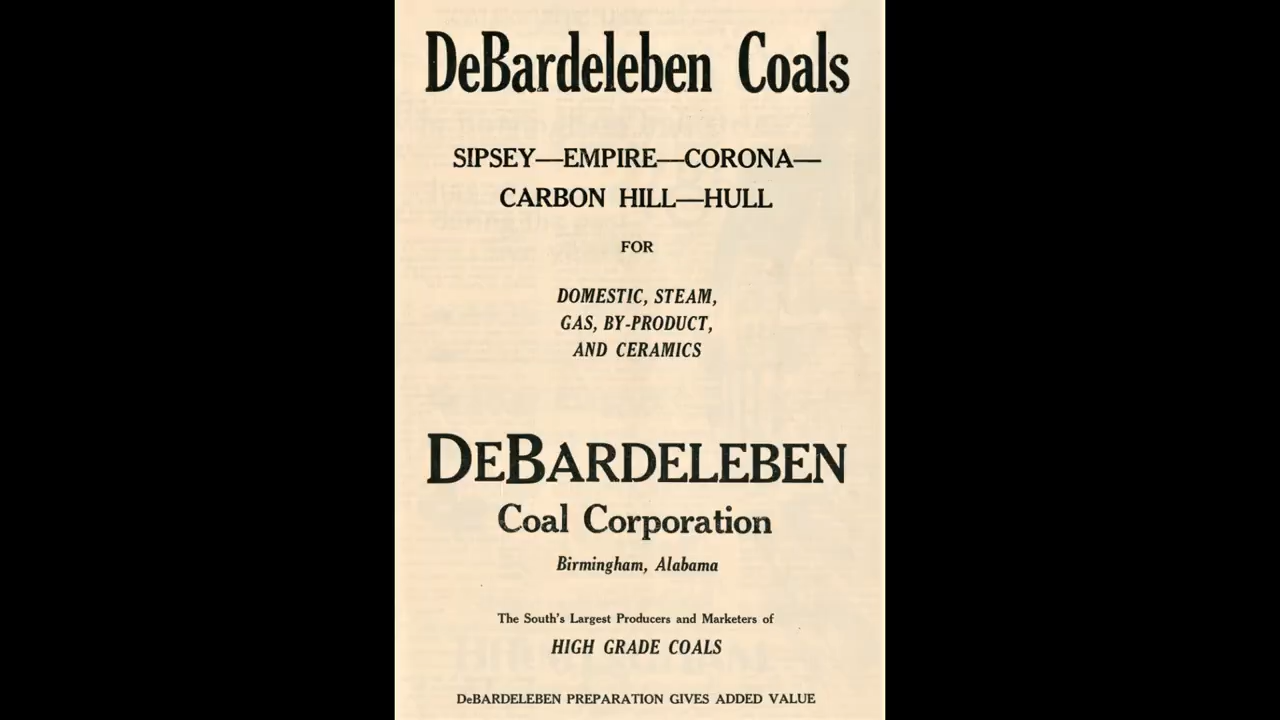 DeBardeleben Coals
SIPSEY—EMPIRE—CORONA—
CARBON HILL—HULL
FOR
DOMESTIC, STEAM,
GAS, BY-PRODUCT,
AND CERAMICS
DEBARDELEBEN
Coal Corporation
Birmingham, Alabama
The South's Largest Producers and Marketers of
HIGH GRADE COALS
DeBARDELEBEN PREPARATION GIVES ADDED VALUE